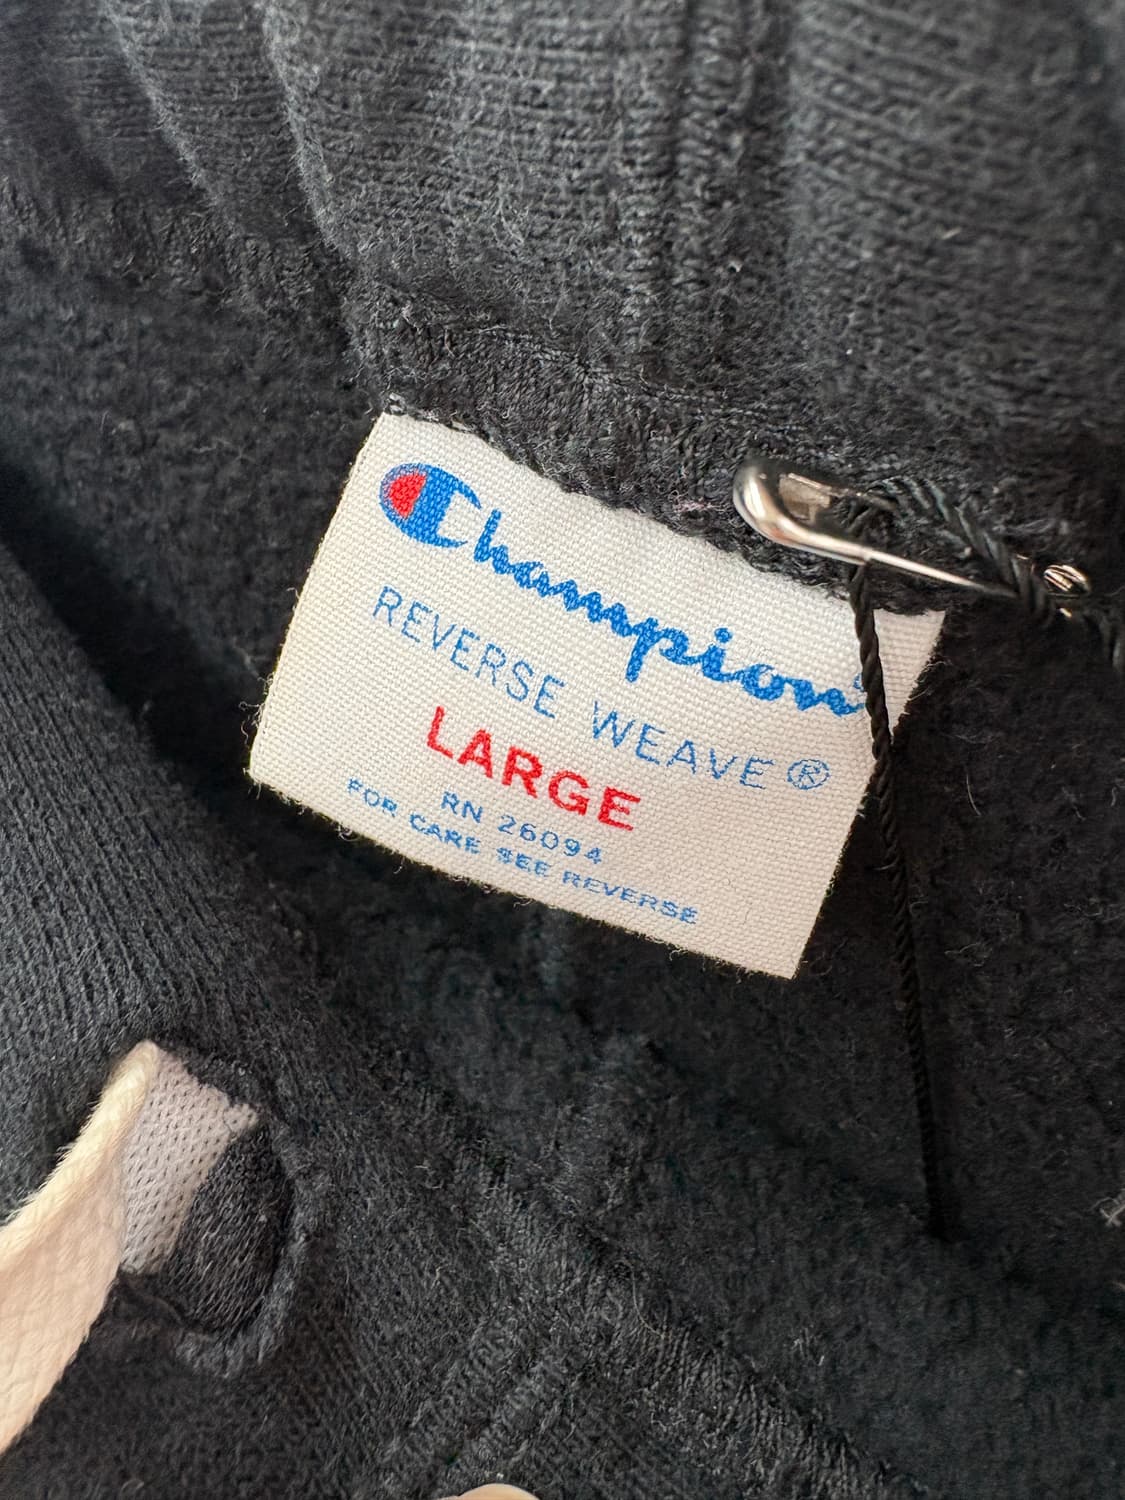 Champion
REVERSE WEAVE®
LARGE
RN 26094
FOR CARE SEE REVERSE